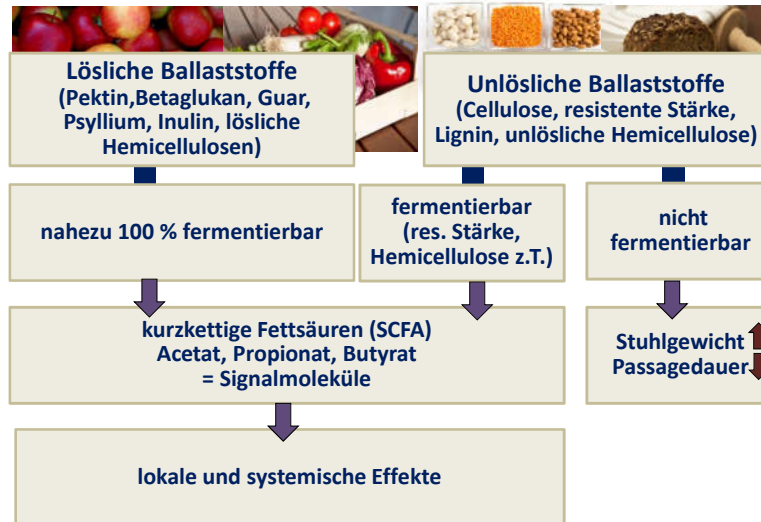 Lösliche Ballaststoffe
(Pektin,Betaglukan, Guar,
Psyllium, Inulin, lösliche
Hemicellulosen)
Unlösliche Ballaststoffe
(Cellulose, resistente Stärke,
Lignin, unlösliche Hemicellulose)
nahezu 100 % fermentierbar
fermentierbar
(res. Stärke,
Hemicellulose z.T.)
nicht
fermentierbar
kurzkettige Fettsäuren (SCFA)
Acetat, Propionat, Butyrat
= Signalmoleküle
Stuhlgewicht
Passagedauer
lokale und systemische Effekte